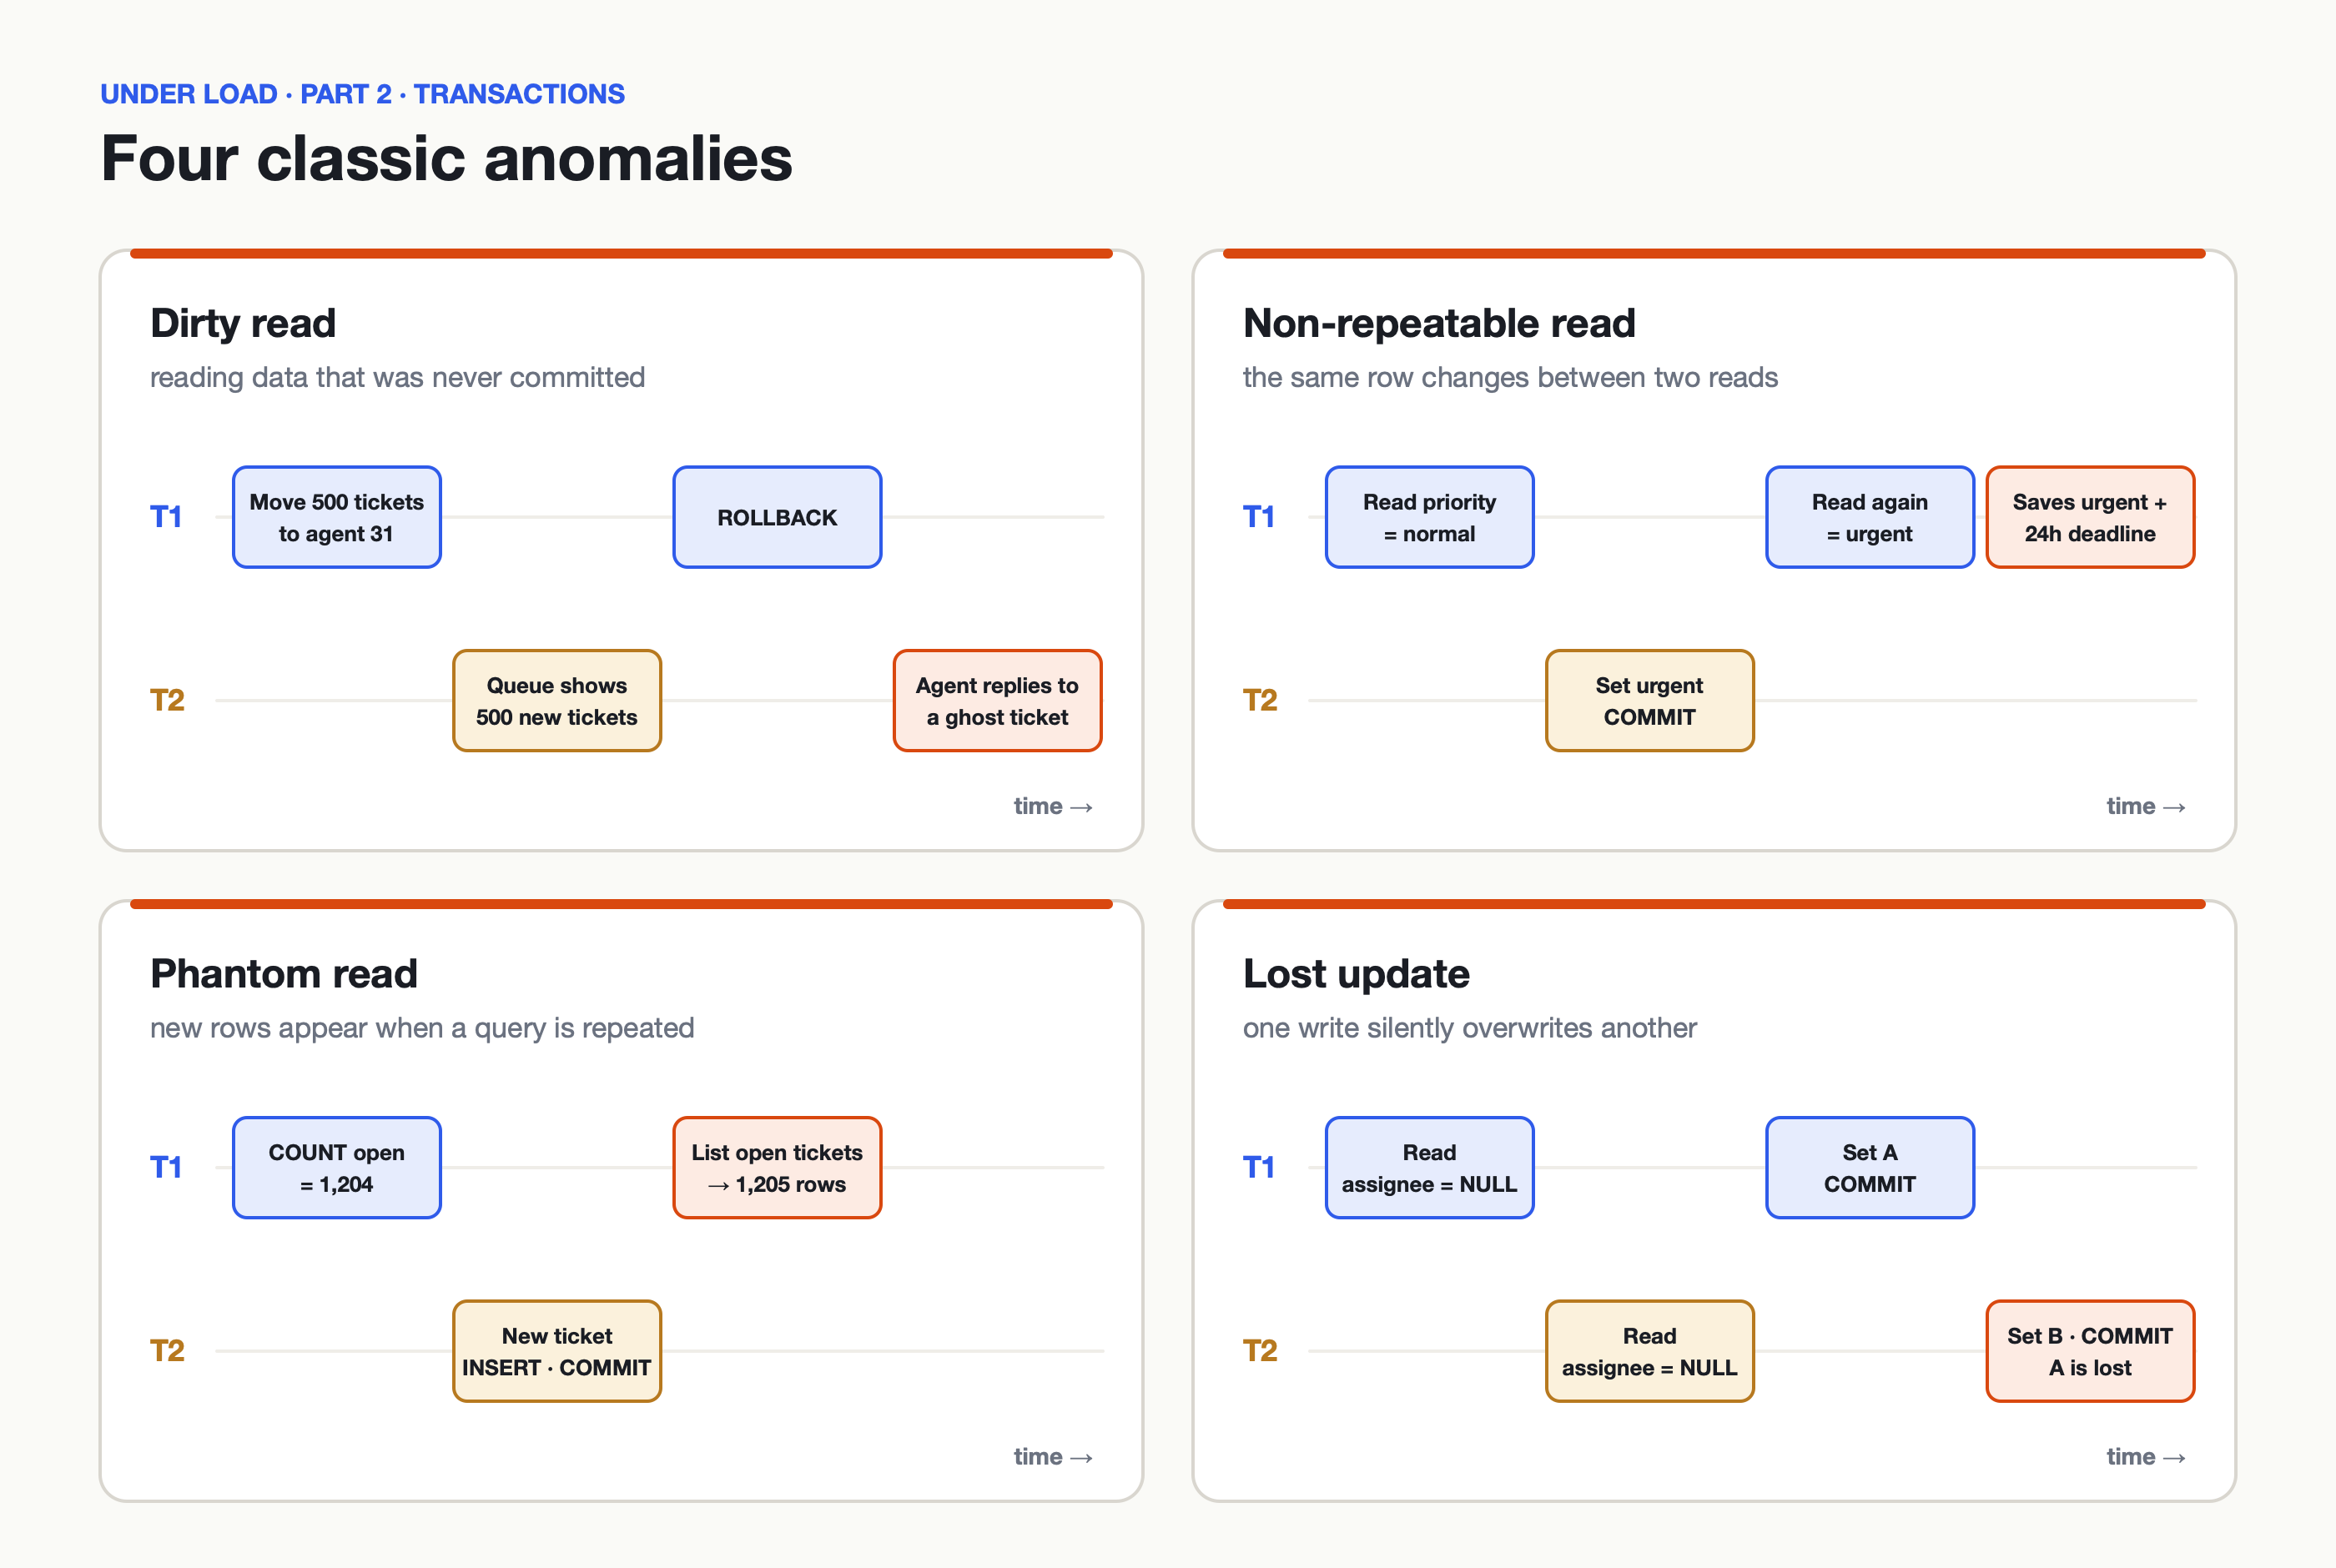 UNDER LOAD · PART 2 · TRANSACTIONS
Four classic anomalies
Dirty read
reading data that was never committed
T1
Move 500 tickets
to agent 31
ROLLBACK
T2
Queue shows
500 new tickets
Agent replies to
a ghost ticket
time →
Non-repeatable read
the same row changes between two reads
T1
Read priority
= normal
Read again
= urgent
Saves urgent +
24h deadline
T2
Set urgent
COMMIT
time →
Phantom read
new rows appear when a query is repeated
T1
COUNT open
= 1,204
List open tickets
→ 1,205 rows
T2
New ticket
INSERT · COMMIT
time →
Lost update
one write silently overwrites another
T1
Read
assignee = NULL
Set A
COMMIT
T2
Read
assignee = NULL
Set B · COMMIT
A is lost
time →